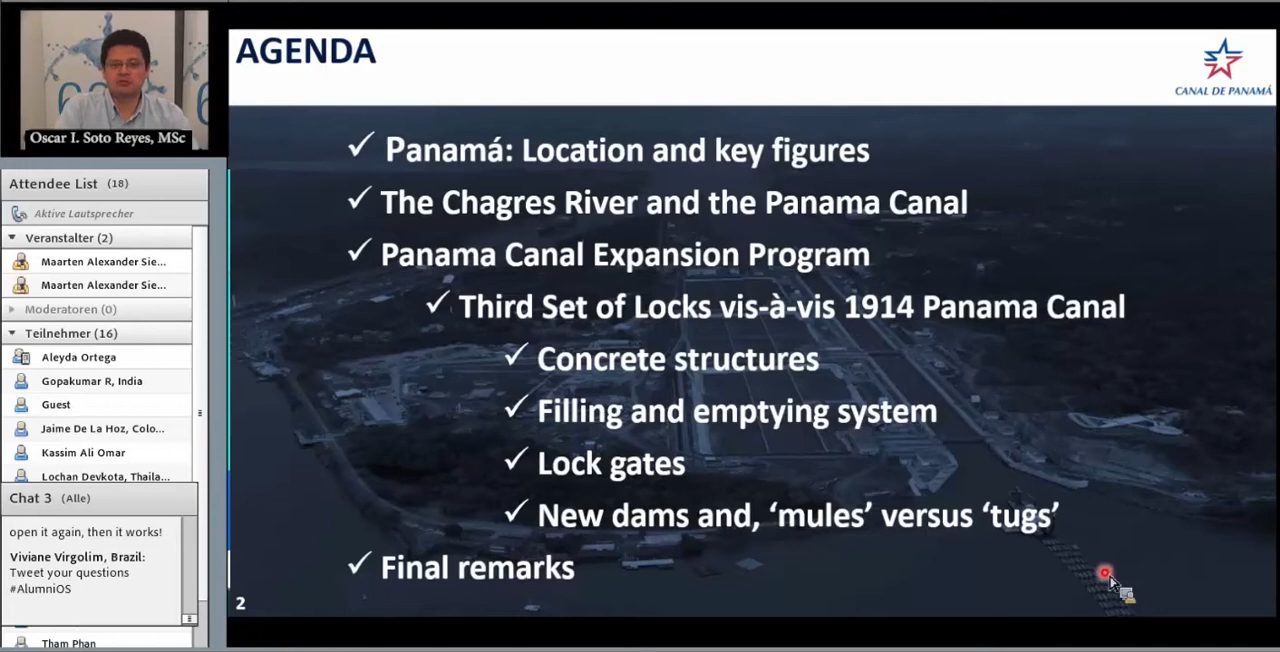 AGENDA
CANAL DE PANAMÁ
Oscar I. Soto Reyes, MSc
✓ Panamá: Location and key figures
✓ The Chagres River and the Panama Canal
✓ Panama Canal Expansion Program
✓ Third Set of Locks vis-à-vis 1914 Panama Canal
✓ Concrete structures
✓ Filling and emptying system
✓ Lock gates
✓ New dams and, ‘mules’ versus ‘tugs’
✓ Final remarks
2
Attendee List (18)
Aktive Lautsprecher
Veranstalter (2)
Maarten Alexander Sie...
Maarten Alexander Sie...
Moderatoren (0)
Teilnehmer (16)
Aleyda Ortega
Gopakumar R, India
Guest
Jaime De La Hoz, Colo...
Kassim Ali Omar
Lochan Devkota, Thaila...
Chat 3 (Alle)
open it again, then it works!
Viviane Virgolim, Brazil:
Tweet your questions
#AlumniOS
Tham Phan